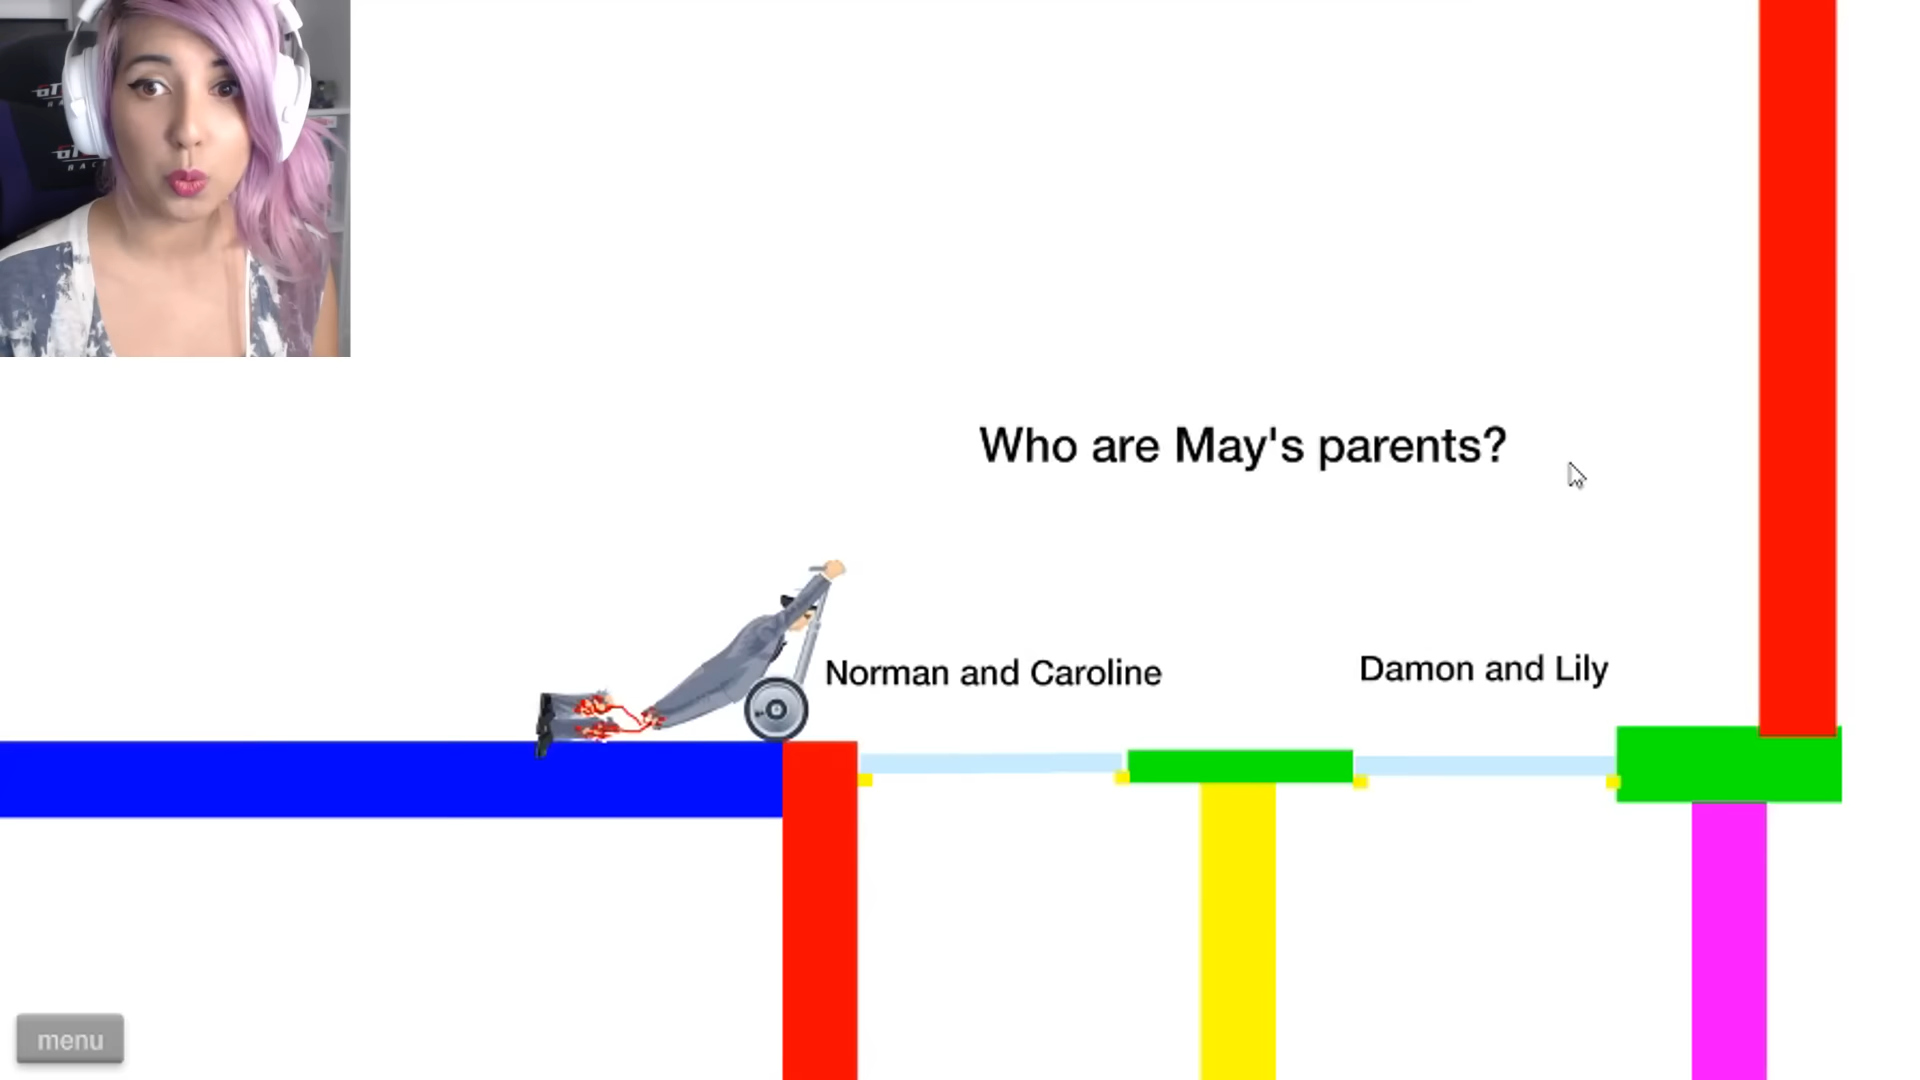 Who are May's parents?
Norman and Caroline
Damon and Lily
menu